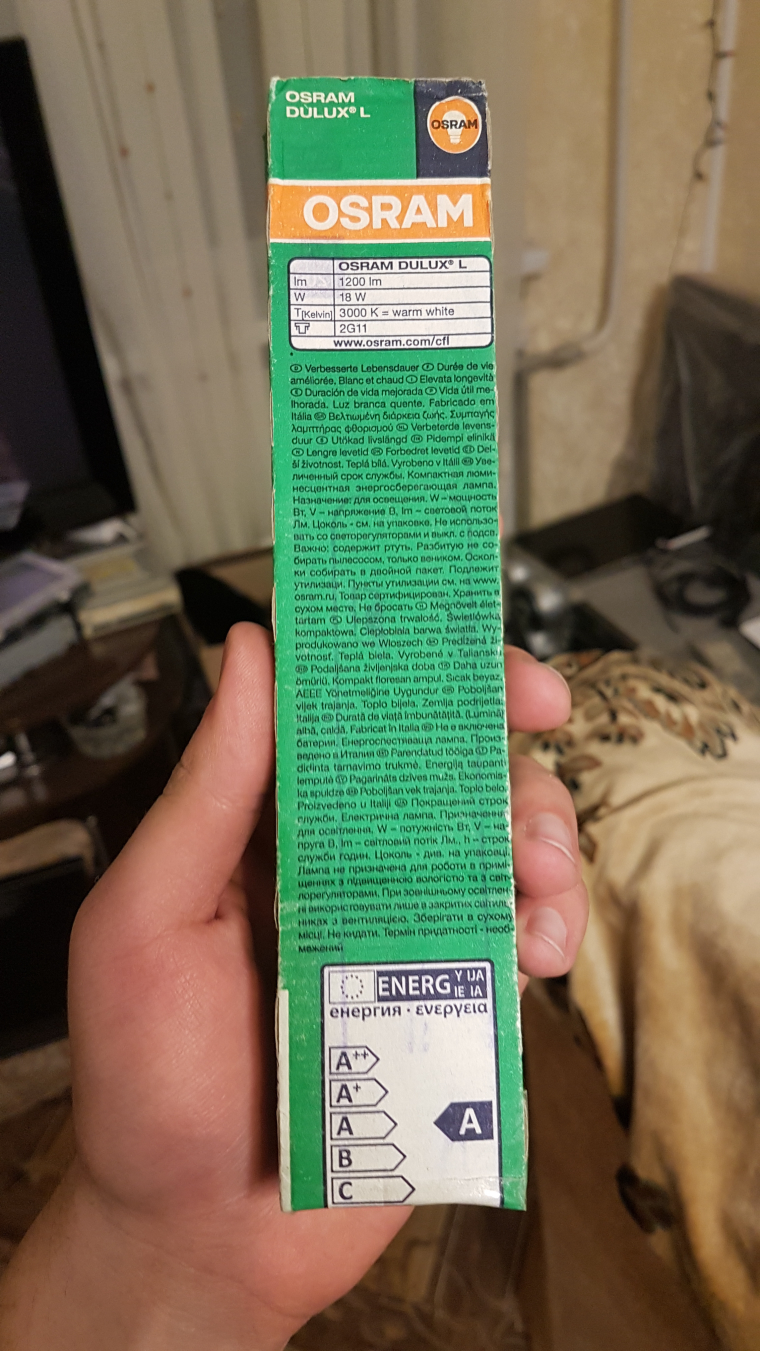 OSRAM
DULUX® L
OSRAM
OSRAM
OSRAM DULUX® L
lm 1200 lm
W 18 W
T[Kelvin] 3000 K = warm white
2G11
www.osram.com/cfl
Ⓓ Verbesserte Lebensdauer Ⓕ Durée de vie
améliorée. Blanc et chaud Ⓘ Elevata longevità
Ⓔ Duración de vida mejorada Ⓟ Vida útil me-
lhorada. Luz branca quente. Fabricado em
Itália GR Βελτιωμένη διάρκεια ζωής. Συμπαγής
λαμπτήρας φθορισμού NL Verbeterde levens-
duur Ⓢ Utökad livslängd Pidempi elinikä
Ⓝ Lengre levetid Forbedret levetid Del-
ší životnost. Teplá bílá. Vyrobeno v Itálii Уве-
личенный срок службы. Компактная люми-
несцентная энергосберегающая лампа.
Назначение: для освещения. W – мощность
Вт, V – напряжение В, lm – световой поток
Лм. Цоколь - см. на упаковке. Не использо-
вать со светорегуляторами и выкл. с подсв.
Важно: содержит ртуть. Разбитую не со-
бирать пылесосом, только веником. Оскол-
ки собирать в двойной пакет. Подлежит
утилизаци. Пункты утилизации см. на www.
osram.ru, Товар сертифицирован. Хранить в
сухом месте. Не бросать Ⓗ Megnövelt élet-
tartam Ulepszona trwałość. Świetlówka
kompaktowa. Ciepłobiała barwa światła. Wy-
produkowano we Włoszech Predĺžená ži-
votnosť. Teplá biela. Vyrobené v Taliansku
Podaljšana življenjska doba Daha uzun
ömürlü. Kompakt floresan ampul. Sıcak beyaz.
AEEE Yönetmeliğine Uygundur Poboljšan
vijek trajanja. Toplo bijela. Zemlja podrijetla:
Italija Durată de viaţă îmbunătăţită. (Lumină)
albă, caldă. Fabricat în Italia Не е включена
батерия. Енергоспестяваща лампа. Произ-
ведено в Италия Parendatud tööiga Pa-
didinta tarnavimo trukmė. Energiją taupanti
lemputė Pagarināts dzīves mužs. Ekonomis-
ka spuldze Poboljšan vek trajanja. Toplo belo.
Proizvedeno u Italiji Покращений строк
служби. Електрична лампа. Призначення:
для освітлення. W – потужність Вт, V – на-
пруга В, lm – світловий потік Лм., h – строк
служби годин. Цоколь - див. на упаковці.
Лампа не призначена для роботи в примі-
щеннях з підвищеною вологістю та з світ-
лорегуляторами. При зовнішньому освітлен-
ні використовувати лише в закритих світиль-
никах з вентиляцією. Зберігати в сухому
місці. Не кидати. Термін придатності - необ-
межений
ENERG Y IJA
IE IA
енергия · ενεργεια
A++
A+
A A
B
C